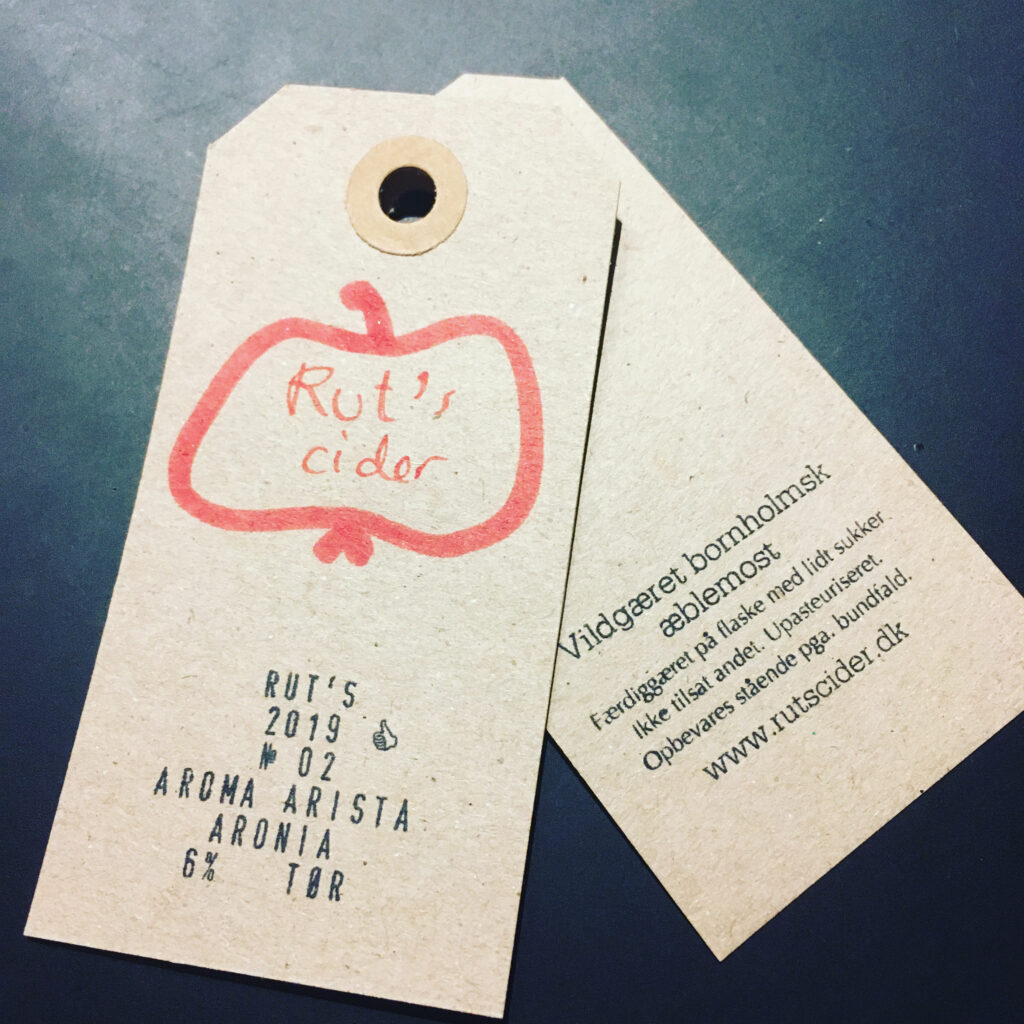 Rut's
cider
RUT'S
2019 👍
№ 02
AROMA ARISTA
ARONIA
6% TØR
Vildgæret bornholmsk
æblemost
Færdiggæret på flaske med lidt sukker
Ikke tilsat andet. Upasteuriseret.
Opbevares stående pga. bundfald.
www.rutscider.dk